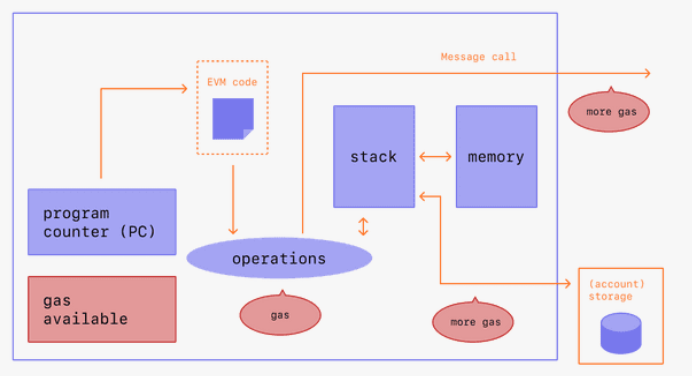 Message call
EVM code
more gas
stack
memory
program
counter (PC)
operations
gas
available
(account)
storage
gas
more gas